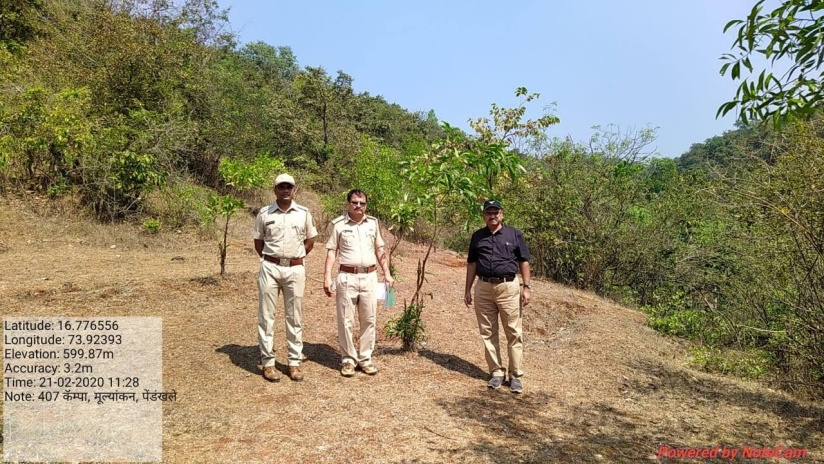 Latitude: 16.776556
Longitude: 73.92393
Elevation: 599.87m
Accuracy: 3.2m
Time: 21-02-2020 11:28
Note: 407 कॅम्पा, मूल्यांकन, पेंडंखले
Powered by NoteCam